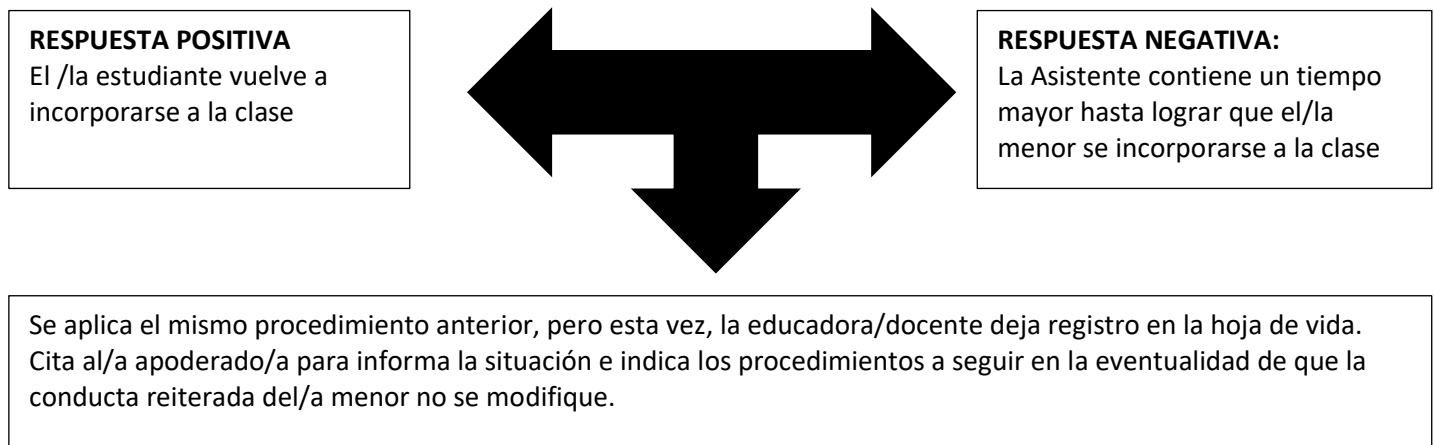 RESPUESTA POSITIVA
El /la estudiante vuelve a
incorporarse a la clase
RESPUESTA NEGATIVA:
La Asistente contiene un tiempo
mayor hasta lograr que el/la
menor se incorporarse a la clase
Se aplica el mismo procedimiento anterior, pero esta vez, la educadora/docente deja registro en la hoja de vida.
Cita al/a apoderado/a para informa la situación e indica los procedimientos a seguir en la eventualidad de que la
conducta reiterada del/a menor no se modifique.